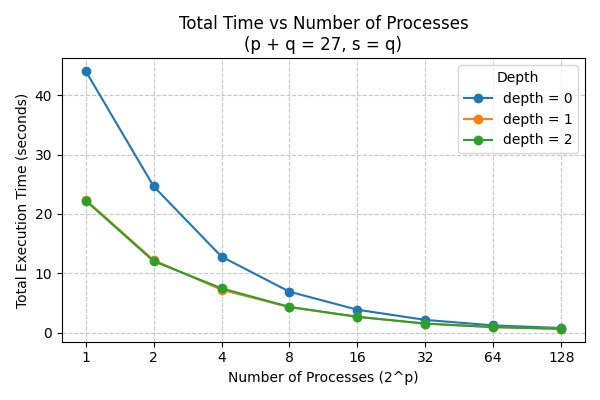 Total Time vs Number of Processes
(p + q = 27, s = q)
Total Execution Time (seconds)
40
30
20
10
0
Depth
depth = 0
depth = 1
depth = 2
1 2 4 8 16 32 64 128
Number of Processes (2^p)